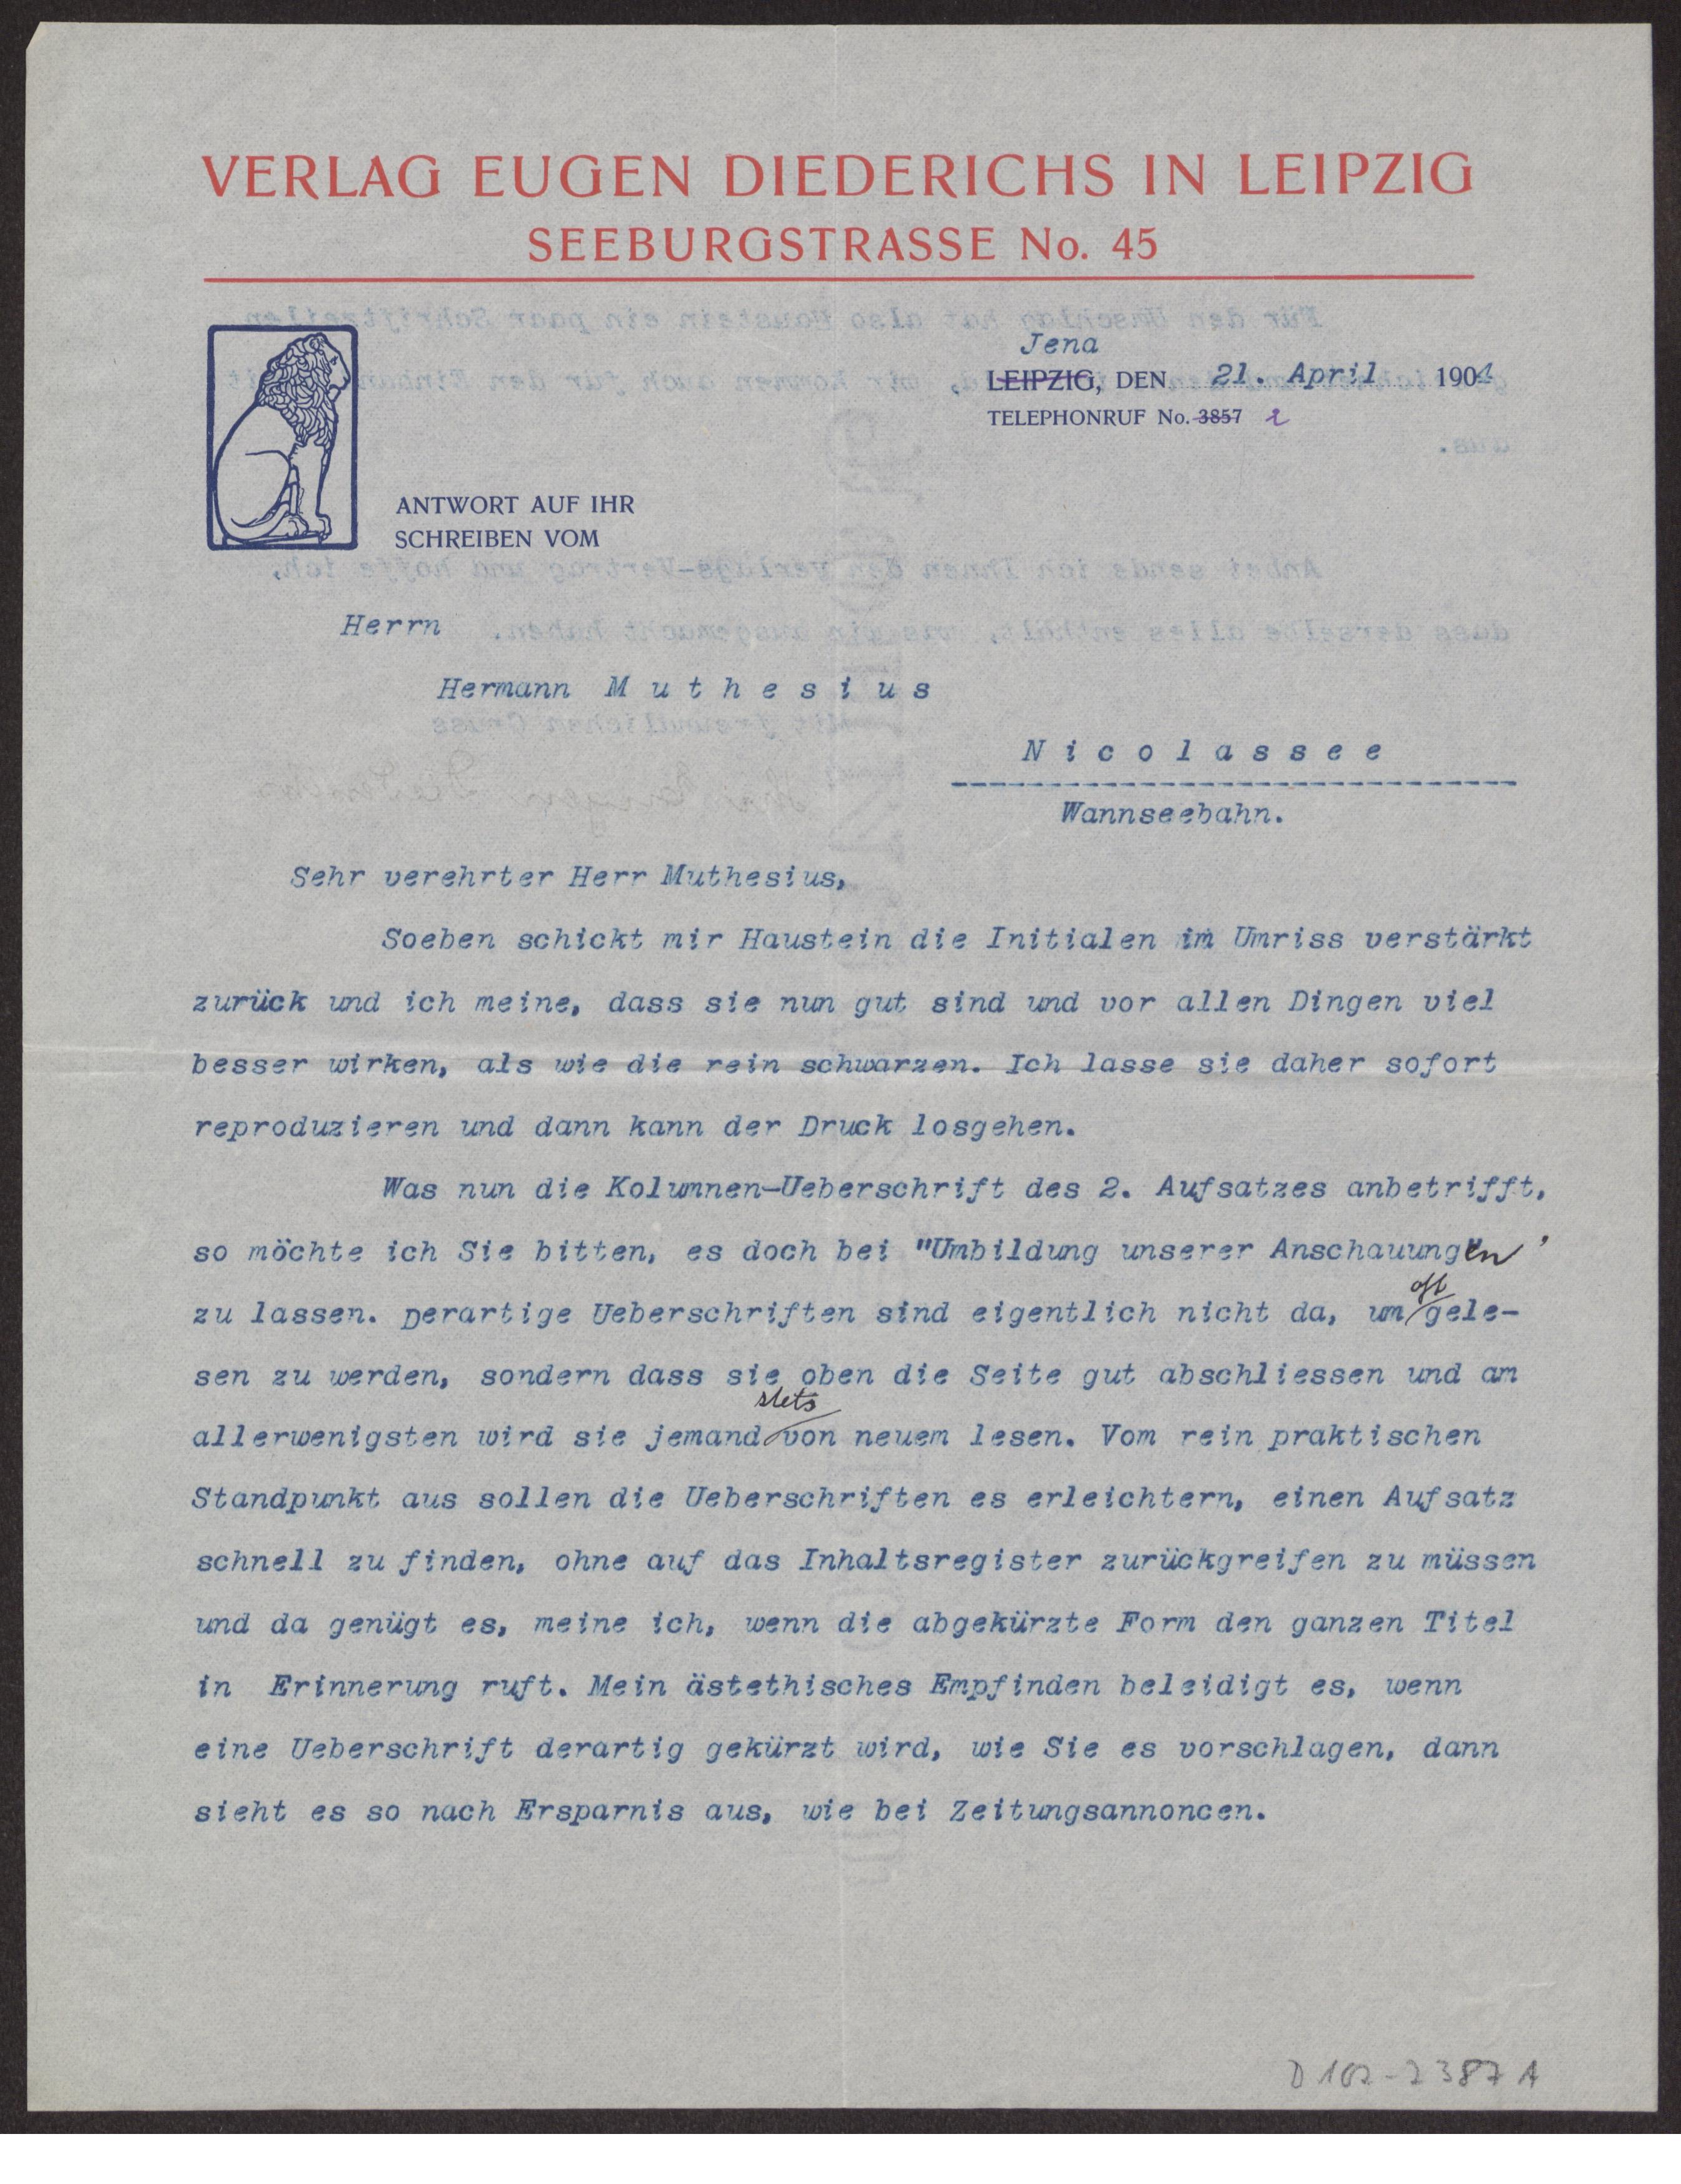 VERLAG EUGEN DIEDERICHS IN LEIPZIG
SEEBURGSTRASSE No. 45
Jena
LEIPZIG, DEN 21. April 1904
TELEPHONRUF No. 3857 2
ANTWORT AUF IHR
SCHREIBEN VOM
Herrn
Hermann M u t h e s i u s
N i c o l a s s e e
Wannseebahn.
Sehr verehrter Herr Muthesius,
Soeben schickt mir Haustein die Initialen im Umriss verstärkt
zurück und ich meine, dass sie nun gut sind und vor allen Dingen viel
besser wirken, als wie die rein schwarzen. Ich lasse sie daher sofort
reproduzieren und dann kann der Druck losgehen.
Was nun die Kolumnen-Ueberschrift des 2. Aufsatzes anbetrifft,
so möchte ich Sie bitten, es doch bei "Umbildung unserer Anschauungen"
zu lassen. Derartige Ueberschriften sind eigentlich nicht da, um oft gele-
sen zu werden, sondern dass sie oben die Seite gut abschliessen und am
allerwenigsten wird sie jemand stets von neuem lesen. Vom rein praktischen
Standpunkt aus sollen die Ueberschriften es erleichtern, einen Aufsatz
schnell zu finden, ohne auf das Inhaltsregister zurückgreifen zu müssen
und da genügt es, meine ich, wenn die abgekürzte Form den ganzen Titel
in Erinnerung ruft. Mein ästethisches Empfinden beleidigt es, wenn
eine Ueberschrift derartig gekürzt wird, wie Sie es vorschlagen, dann
sieht es so nach Ersparnis aus, wie bei Zeitungsannoncen.
D 102-2387 A